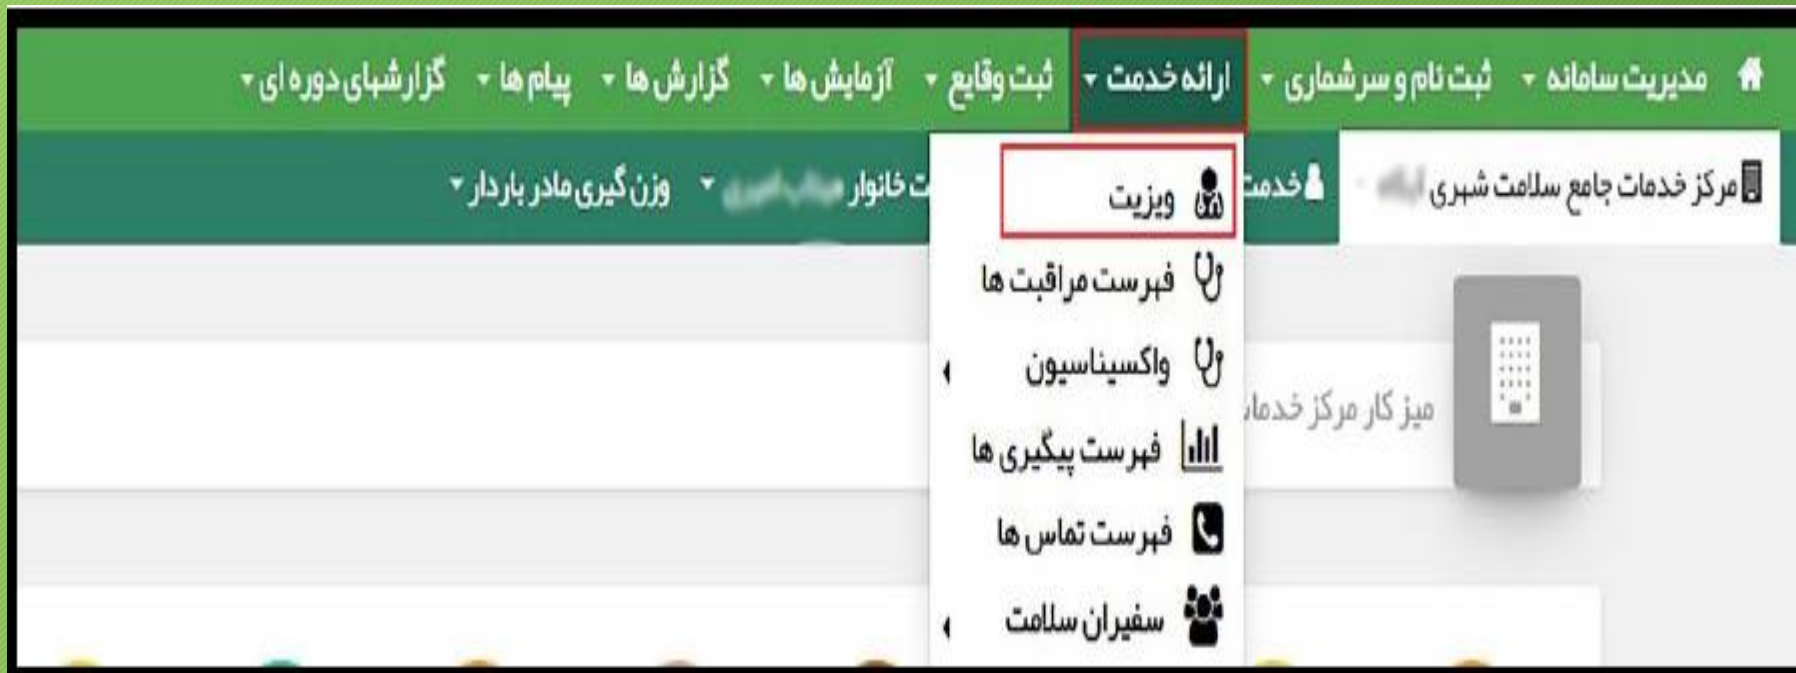 مدیریت سامانه ثبت نام و سرشماری ارائه خدمت ثبت وقایع آزمایش ها گزارش ها پیام ها گزارشهای دوره ای
مرکز خدمات جامع سلامت شهری خدمت ت خانوار وزن گیری مادر باردار
ویزیت
فهرست مراقبت ها
واکسیناسیون
میز کار مرکز خدمات
فهرست پیگیری ها
فهرست تماس ها
سفیران سلامت